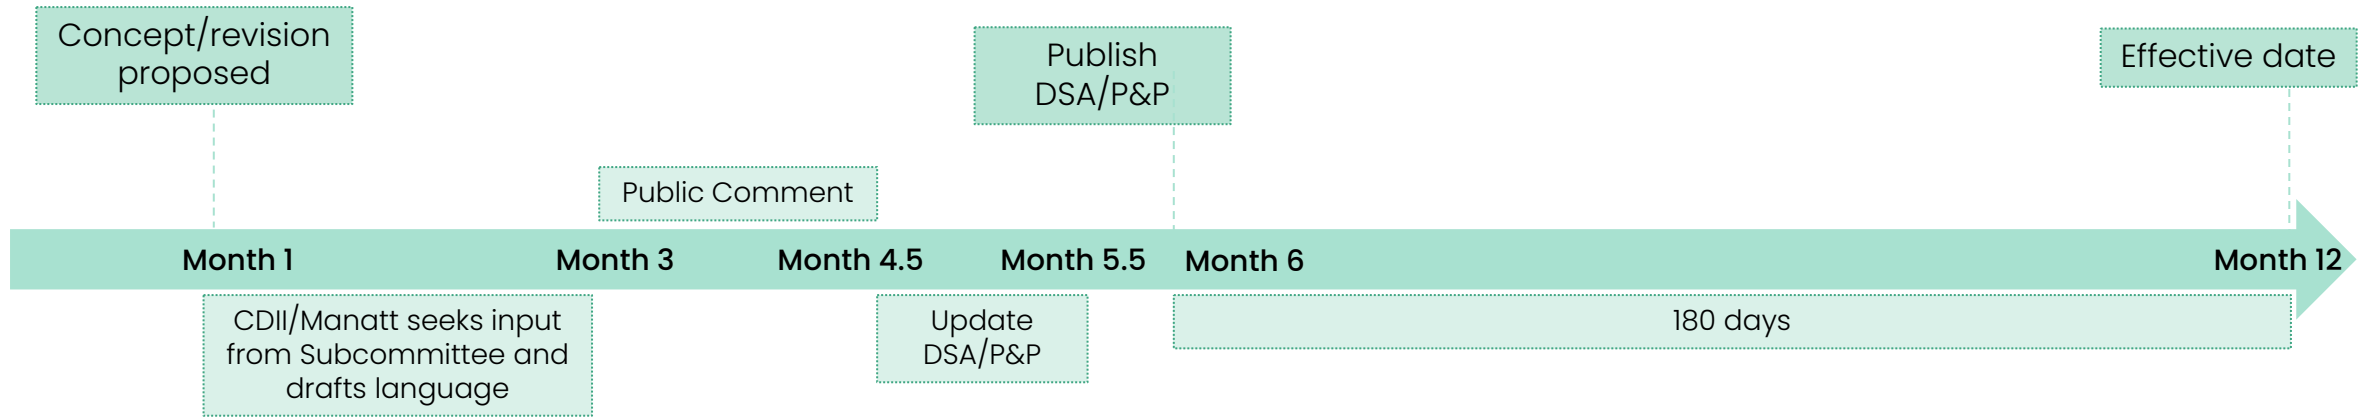 Concept/revision
proposed
Publish
DSA/P&P
Effective date
Public Comment
Month 1
Month 3
Month 4.5
Month 5.5
Month 6
Month 12
CDII/Manatt seeks input
from Subcommittee and
drafts language
Update
DSA/P&P
180 days